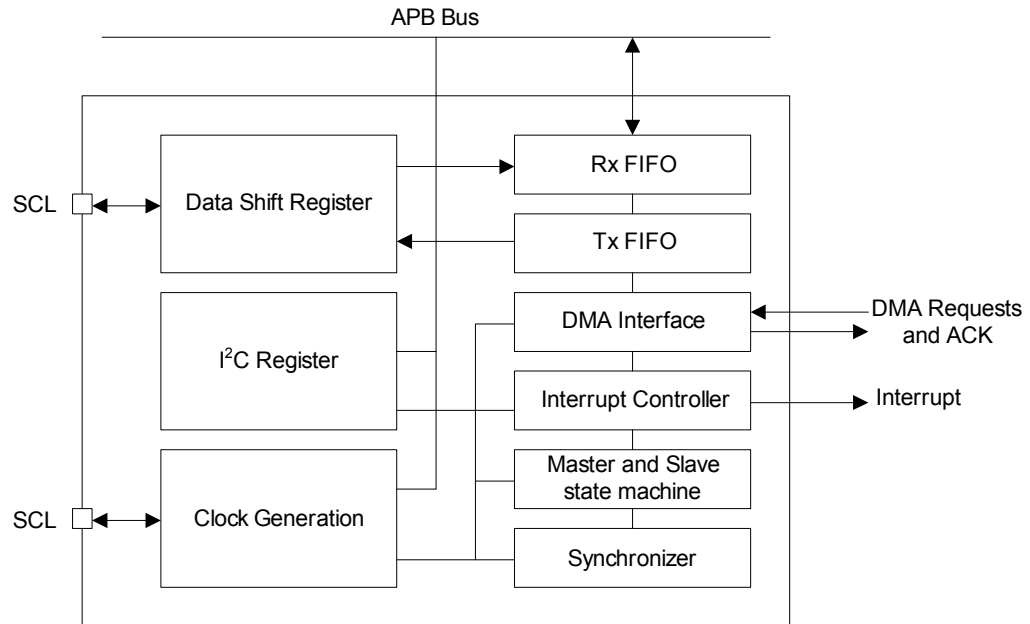 APB Bus
SCL
Data Shift Register
Rx FIFO
Tx FIFO
I²C Register
DMA Interface
DMA Requests
and ACK
Interrupt Controller
Interrupt
SCL
Clock Generation
Master and Slave
state machine
Synchronizer